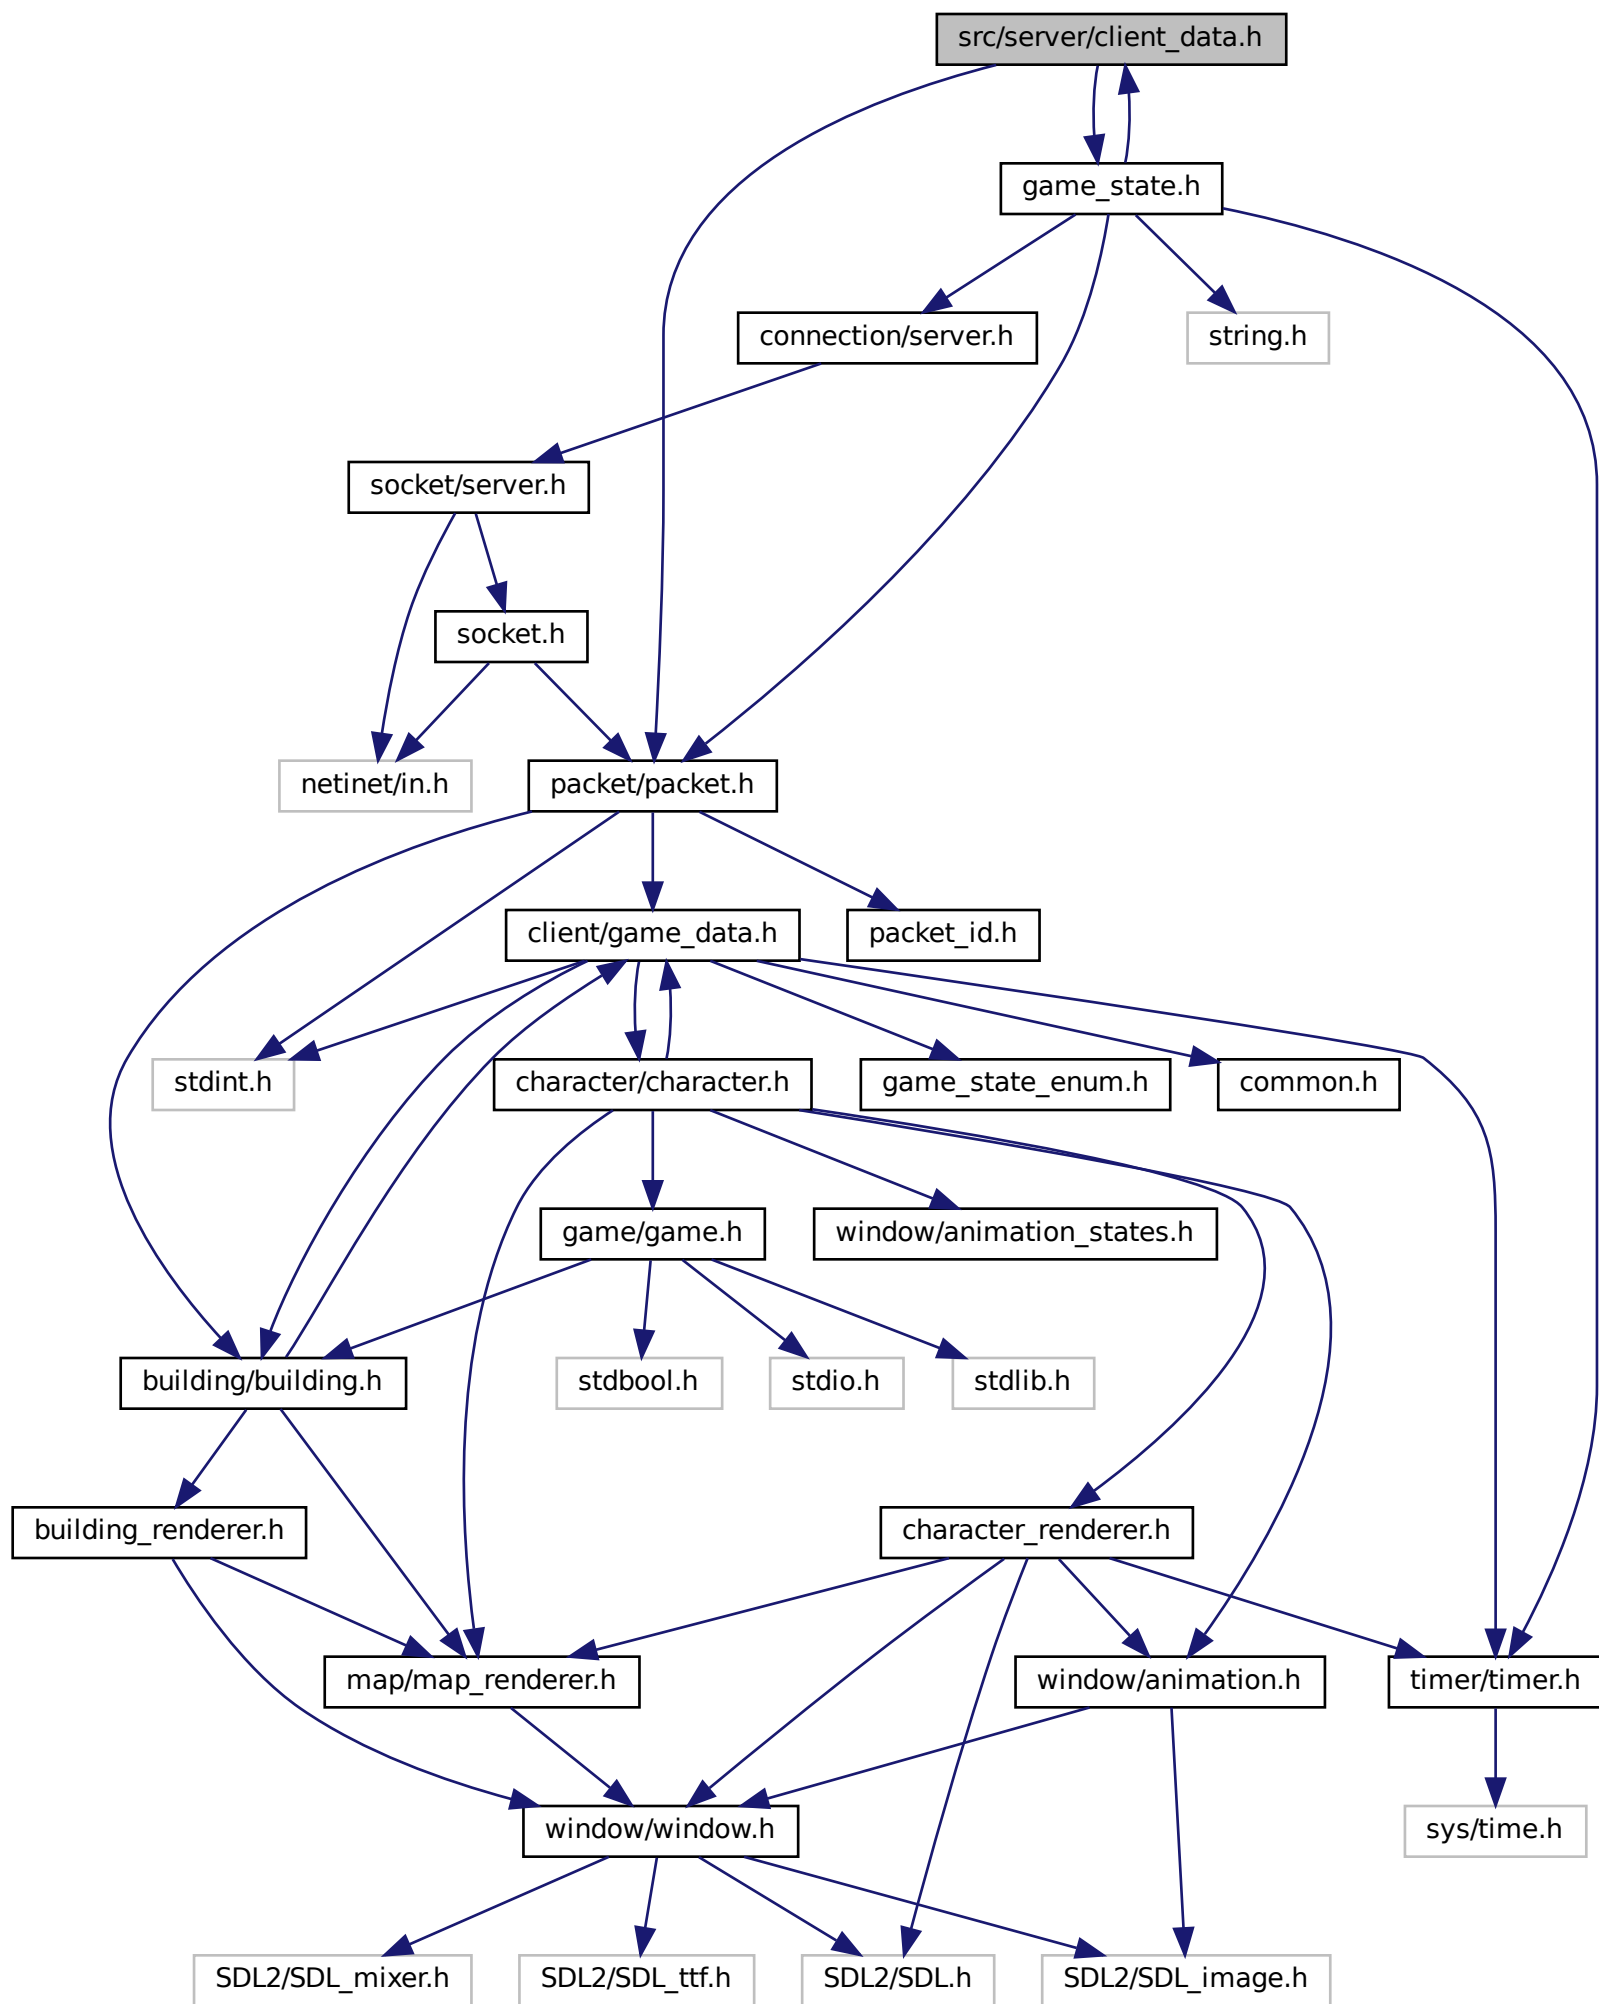 src/server/client_data.h
game_state.h
connection/server.h
string.h
socket/server.h
socket.h
netinet/in.h
packet/packet.h
client/game_data.h
packet_id.h
stdint.h
character/character.h
game_state_enum.h
common.h
game/game.h
window/animation_states.h
building/building.h
stdbool.h
stdio.h
stdlib.h
building_renderer.h
character_renderer.h
map/map_renderer.h
window/animation.h
timer/timer.h
window/window.h
sys/time.h
SDL2/SDL_mixer.h
SDL2/SDL_ttf.h
SDL2/SDL.h
SDL2/SDL_image.h